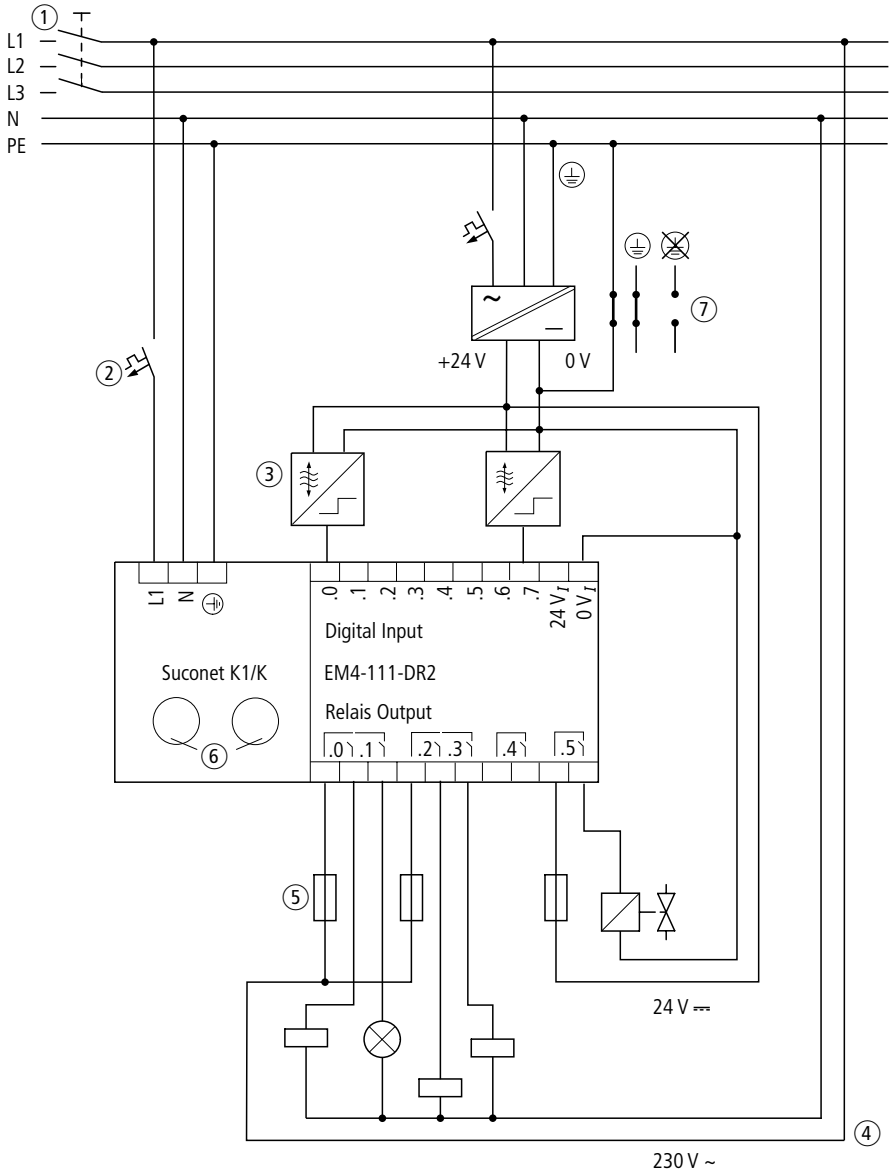 1
L1
L2
L3
N
PE
7
~
–
+24 V 0 V
2
3
L1 N
.0 .1 .2 .3 .4 .5 .6 .7 24 VI 0 VI
Digital Input
Suconet K1/K
EM4-111-DR2
Relais Output
.0 .1 .2 .3 .4 .5
6
5
24 V ⎓
4
230 V ~